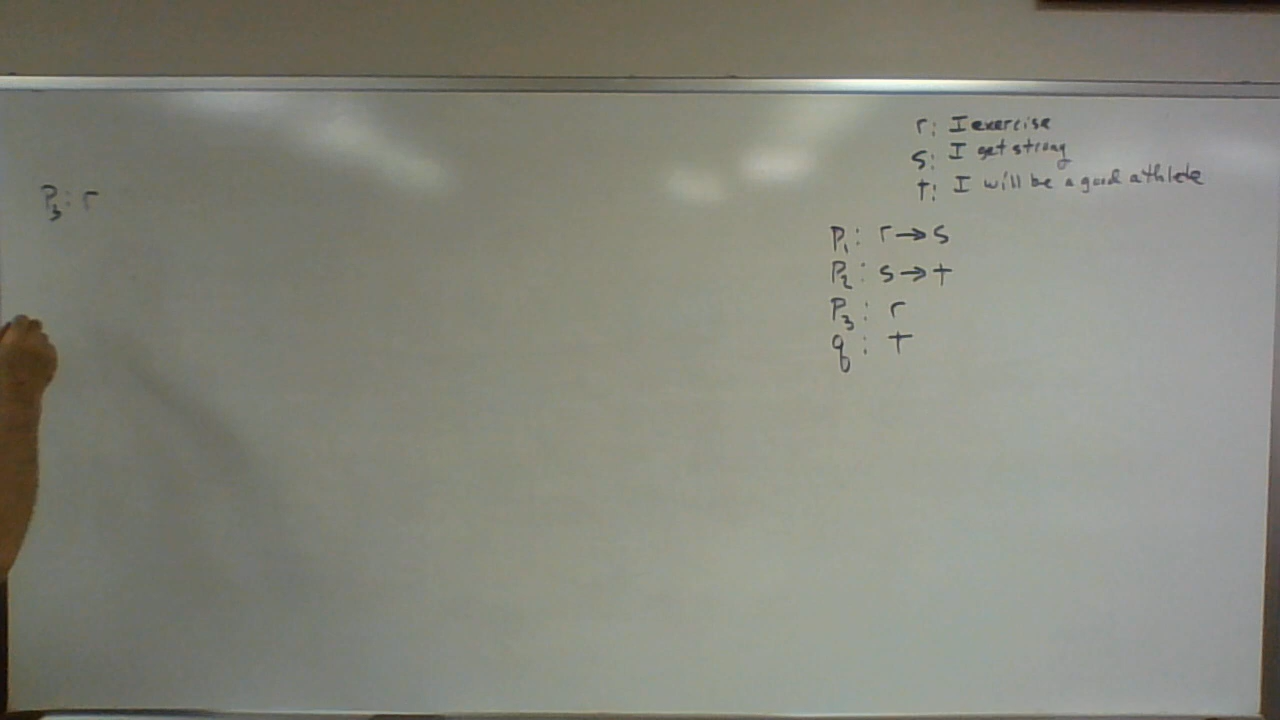 r: I exercise
s: I get strong
t: I will be a good athlete
P₃: r
P₁: r→s
P₂: s→t
P₃: r
q: t